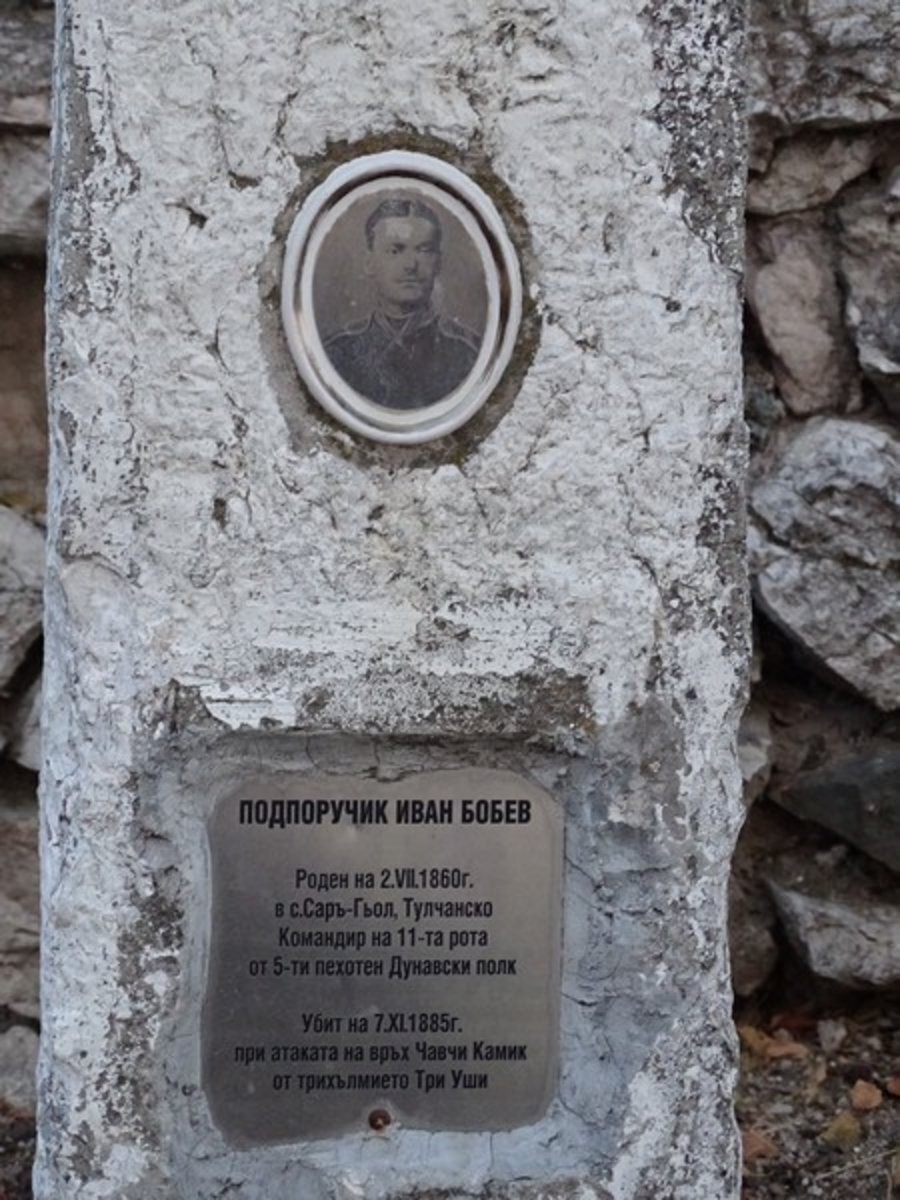 ПОДПОРУЧИК ИВАН БОБЕВ
Роден на 2.VII.1860г.
в с.Саръ-Гьол, Тулчанско
Командир на 11-та рота
от 5-ти пехотен Дунавски полк
Убит на 7.XI.1885г.
при атаката на връх Чавчи Камик
от трихълмието Три Уши